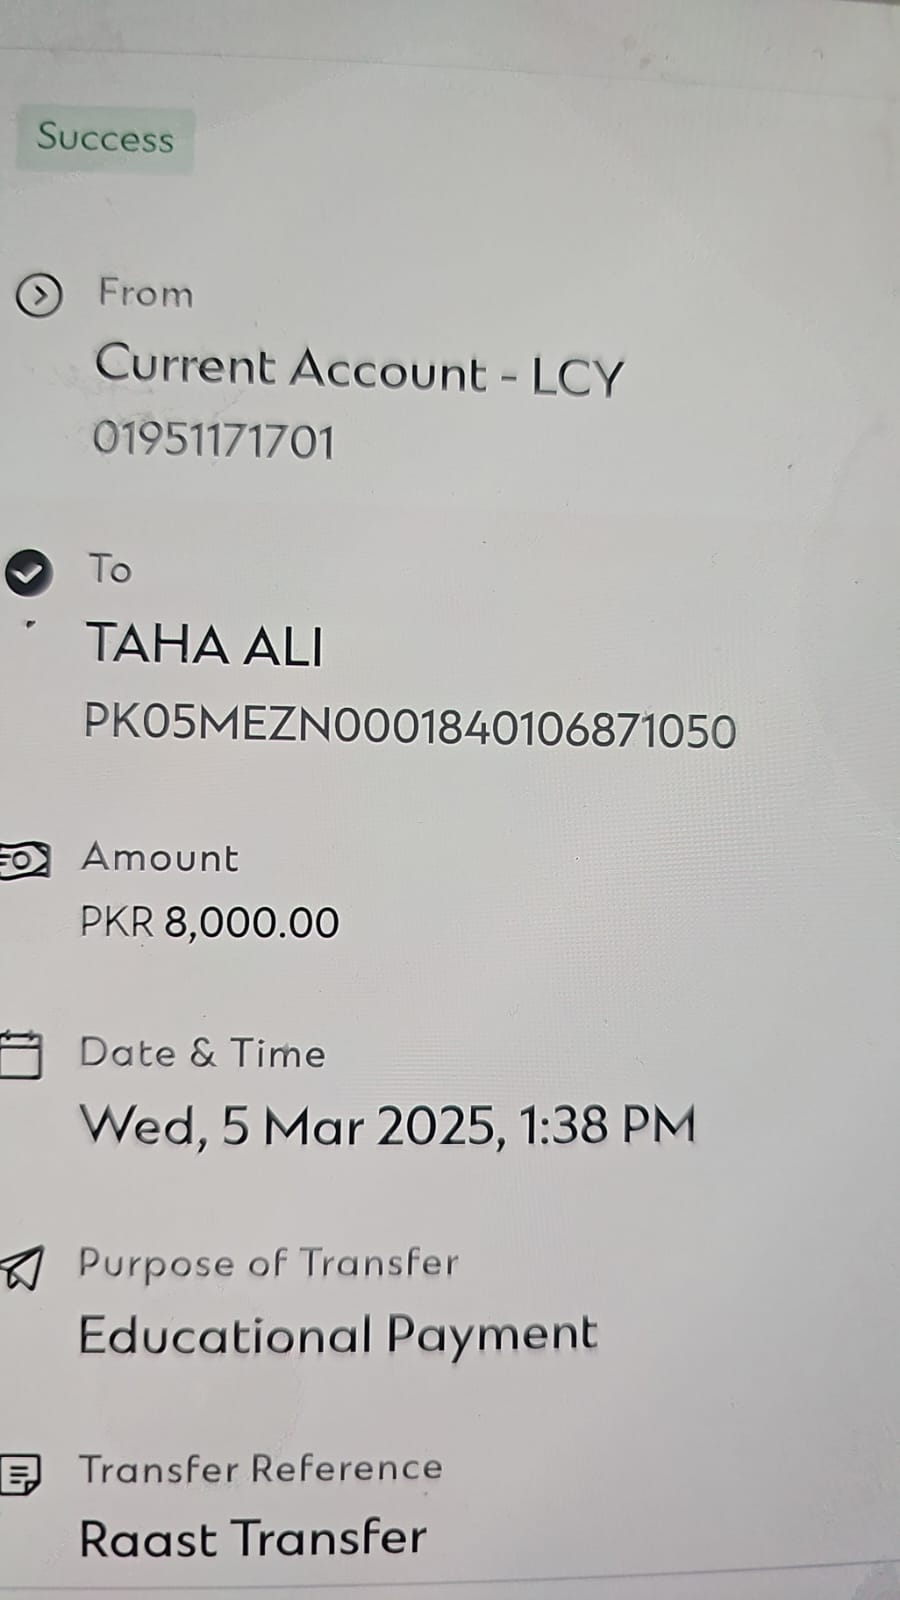 Success
From
Current Account - LCY
01951171701
To
TAHA ALI
PK05MEZN0001840106871050
Amount
PKR 8,000.00
Date & Time
Wed, 5 Mar 2025, 1:38 PM
Purpose of Transfer
Educational Payment
Transfer Reference
Raast Transfer